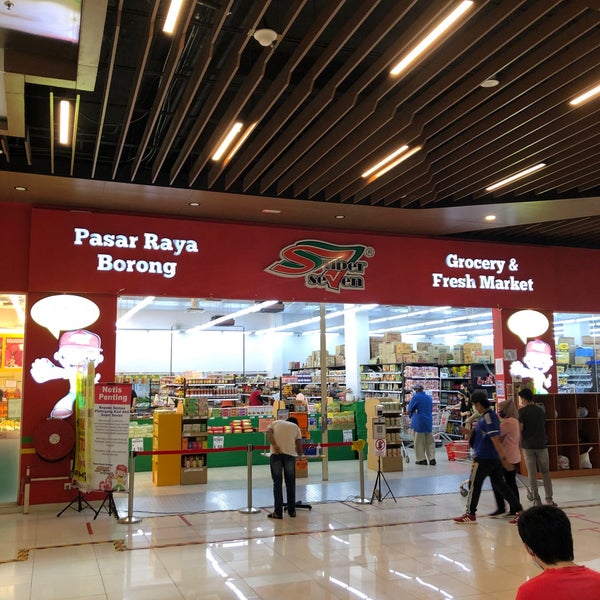 Pasar Raya
Borong
Super
seven
®
Grocery &
Fresh Market
Notis
Penting